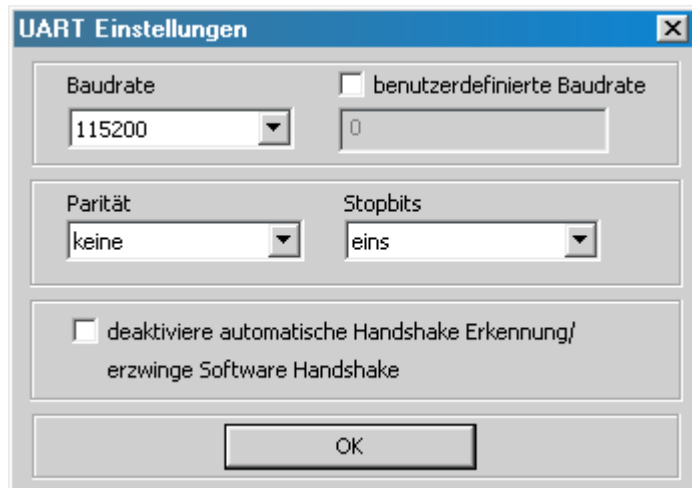 UART Einstellungen
Baudrate
benutzerdefinierte Baudrate
115200
0
Parität
Stopbits
keine
eins
deaktiviere automatische Handshake Erkennung/
erzwinge Software Handshake
OK